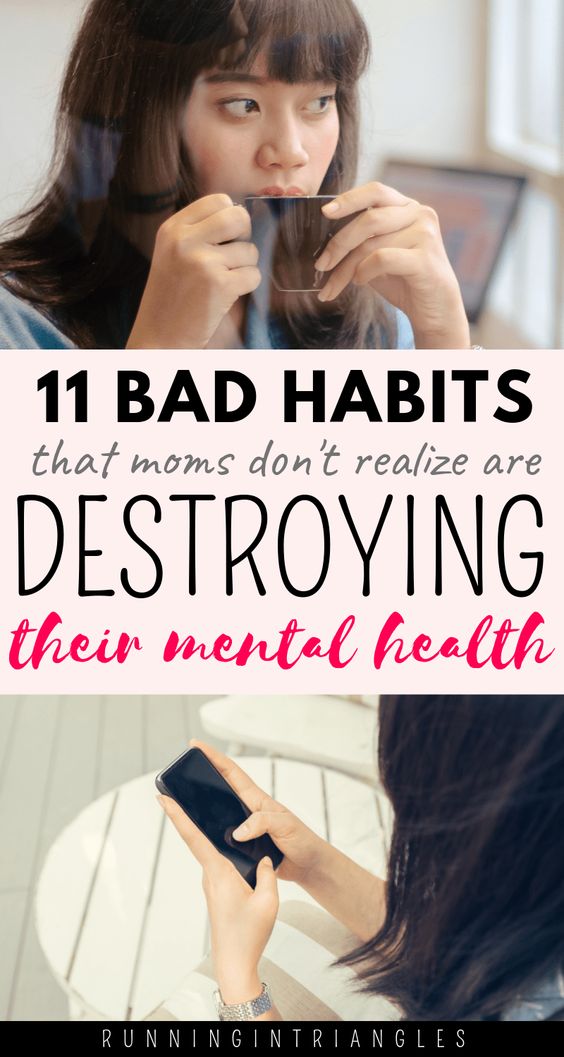 11 BAD HABITS
that moms don't realize are
DESTROYING
their mental health
RUNNINGINTRIANGLES